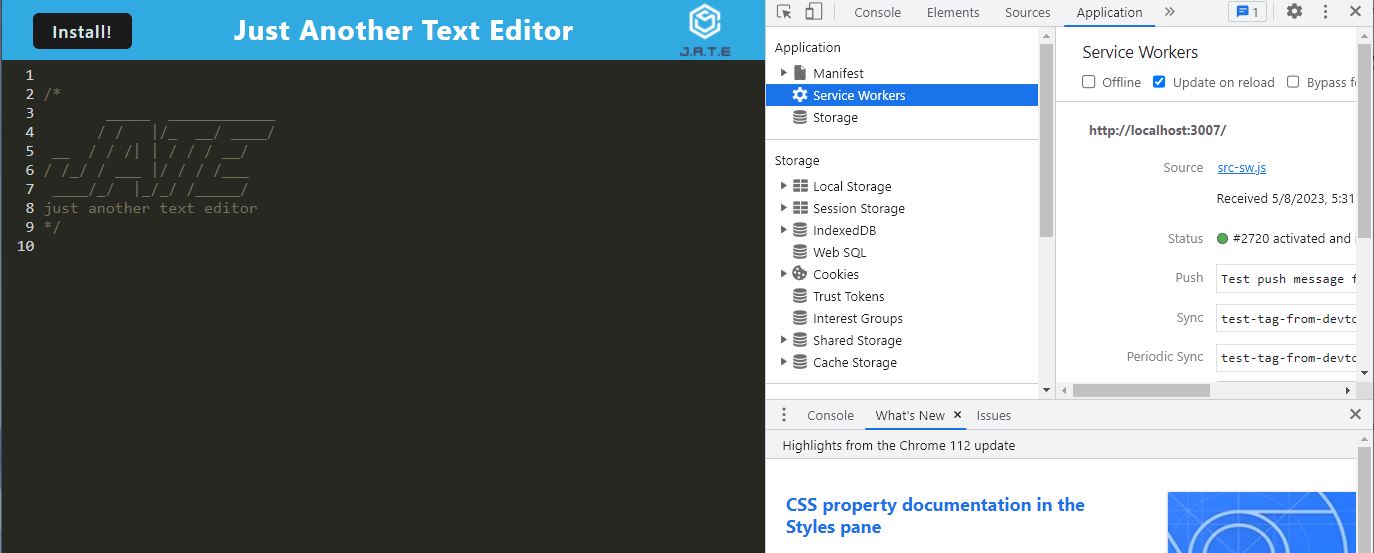 Install!
Just Another Text Editor
J.A.T.E
1
2 /*
3         _____  ____________
4        / /   |/_  __/ ____/
5   __  / / /| | / / / __/
6  / /_/ / ___ |/ / / /___
7  ____/_/  |_/_/ /_____/
8 just another text editor
9 */
10
Console Elements Sources Application » 1
Application
Manifest
Service Workers
Storage
Storage
Local Storage
Session Storage
IndexedDB
Web SQL
Cookies
Trust Tokens
Interest Groups
Shared Storage
Cache Storage
Service Workers
Offline Update on reload Bypass f
http://localhost:3007/
Source src-sw.js
Received 5/8/2023, 5:31
Status #2720 activated and
Push Test push message f
Sync test-tag-from-devto
Periodic Sync test-tag-from-devto
Console What's New × Issues
Highlights from the Chrome 112 update
CSS property documentation in the
Styles pane